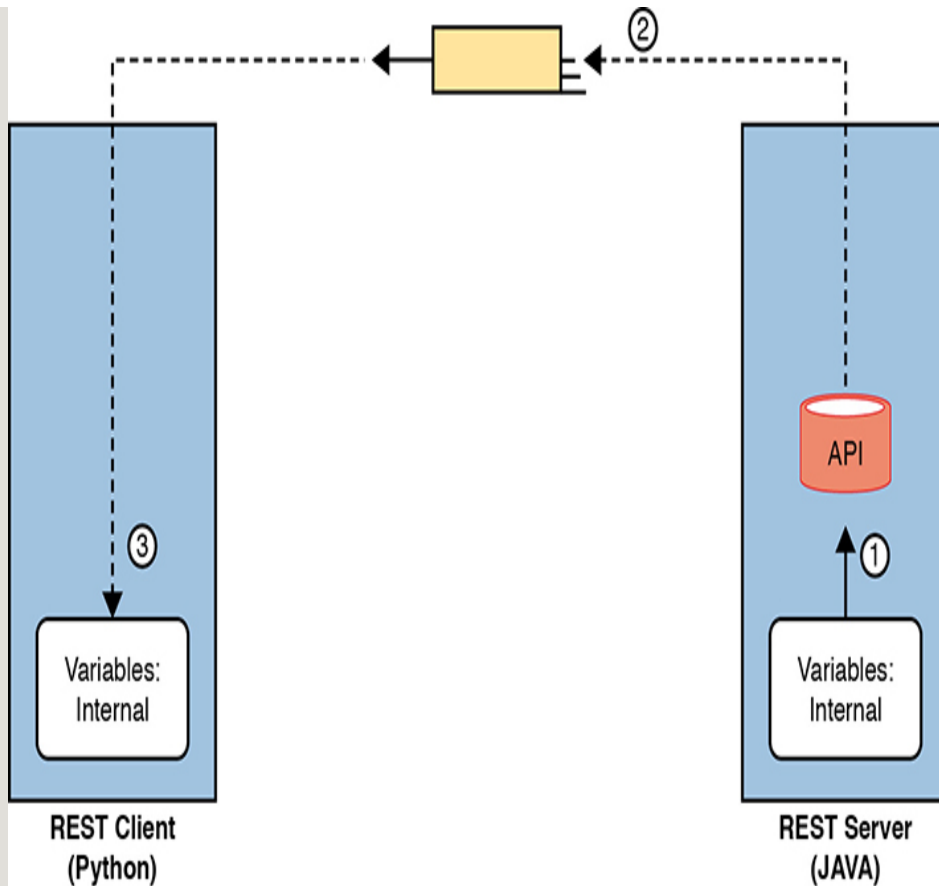 ②
API
③
①
Variables:
Internal
Variables:
Internal
REST Client
(Python)
REST Server
(JAVA)